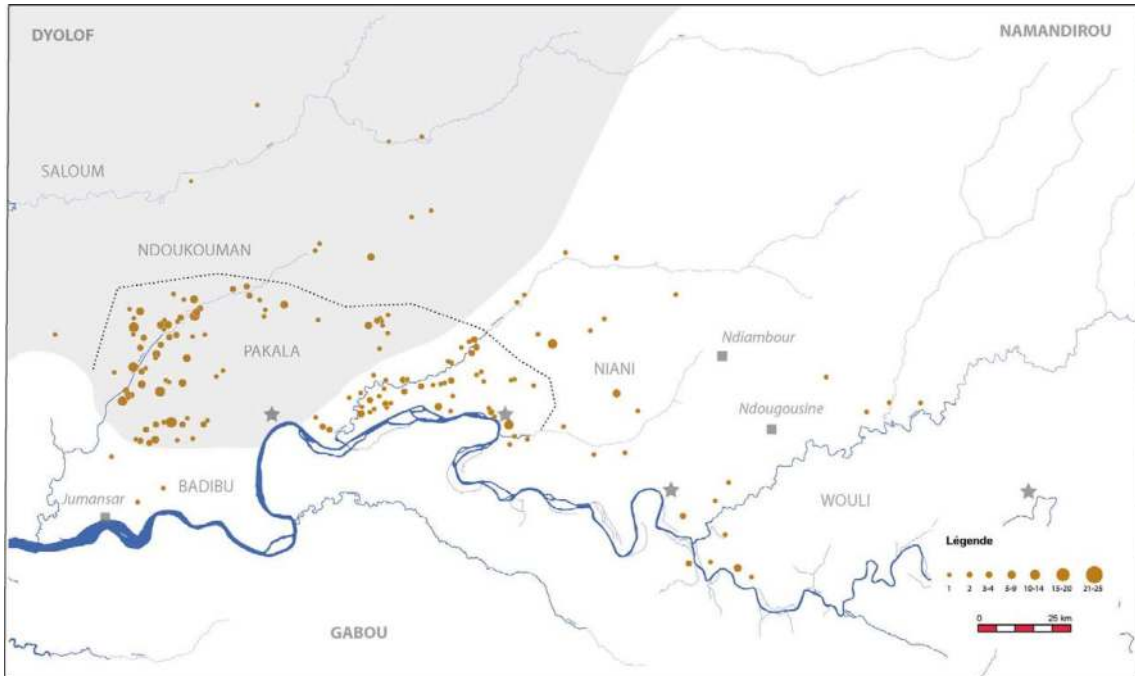 DYOLOF
NAMANDIROU
SALOUM
NDOUKOUMAN
PAKALA
NIANI
Ndiambour
Ndougousine
BADIBU
Jumansar
WOULI
GABOU
Légende
1 2 3-4 5-9 10-14 15-20 21-25
0 25 km